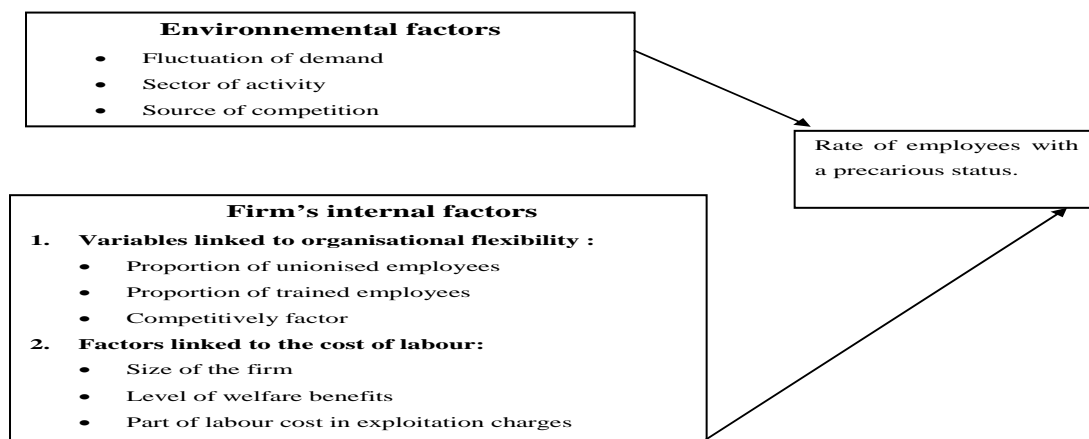 Environnemental factors
• Fluctuation of demand
• Sector of activity
• Source of competition
Rate of employees with
a precarious status.
Firm's internal factors
1. Variables linked to organisational flexibility :
• Proportion of unionised employees
• Proportion of trained employees
• Competitively factor
2. Factors linked to the cost of labour:
• Size of the firm
• Level of welfare benefits
• Part of labour cost in exploitation charges